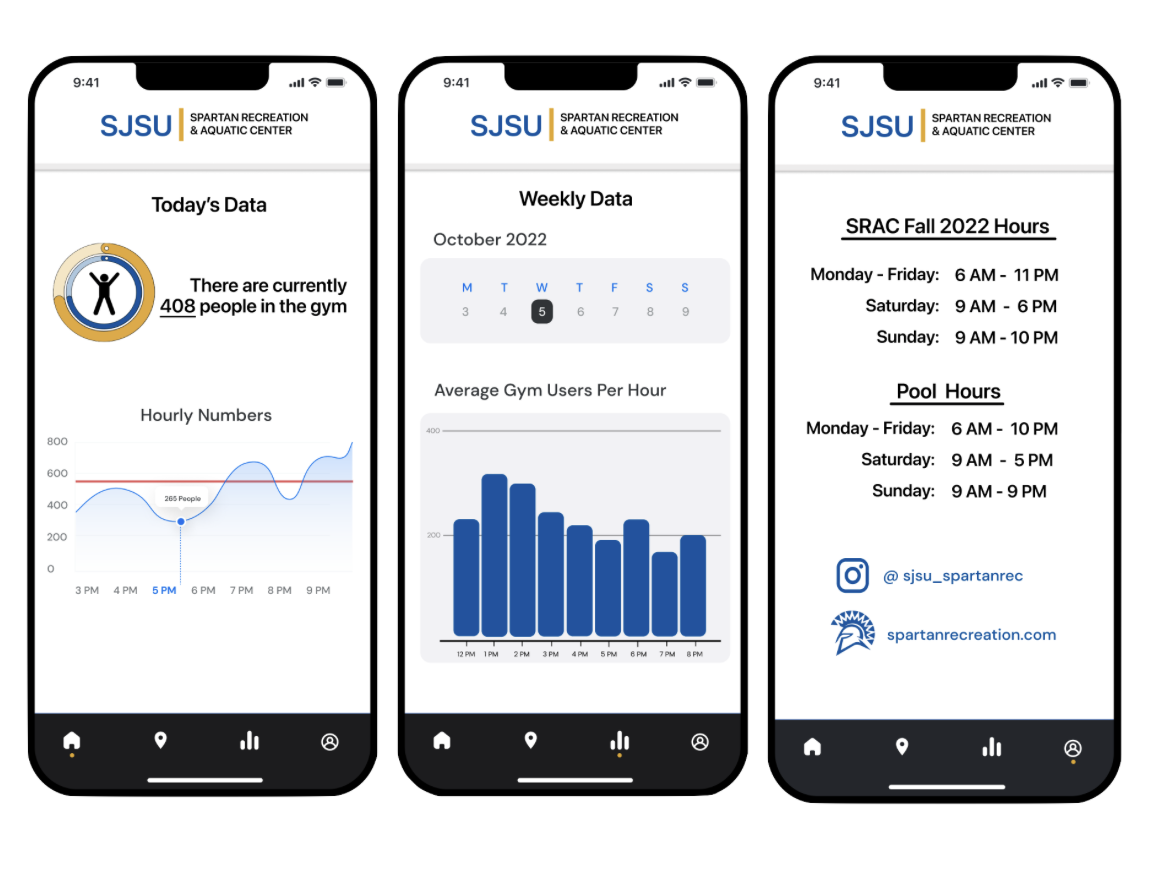 9:41
SJSU
SPARTAN RECREATION
& AQUATIC CENTER
Today's Data
There are currently
408 people in the gym
Hourly Numbers
800
600
400
200
0
265 People
3 PM 4 PM 5 PM 6 PM 7 PM 8 PM 9 PM
9:41
SJSU
SPARTAN RECREATION
& AQUATIC CENTER
Weekly Data
October 2022
M T W T F S S
3 4 5 6 7 8 9
Average Gym Users Per Hour
400
200
12 PM 1 PM 2 PM 3 PM 4 PM 5 PM 6 PM 7 PM 8 PM
9:41
SJSU
SPARTAN RECREATION
& AQUATIC CENTER
SRAC Fall 2022 Hours
Monday - Friday: 6 AM - 11 PM
Saturday: 9 AM - 6 PM
Sunday: 9 AM - 10 PM
Pool Hours
Monday - Friday: 6 AM - 10 PM
Saturday: 9 AM - 5 PM
Sunday: 9 AM - 9 PM
@ sjsu_spartanrec
spartanrecreation.com